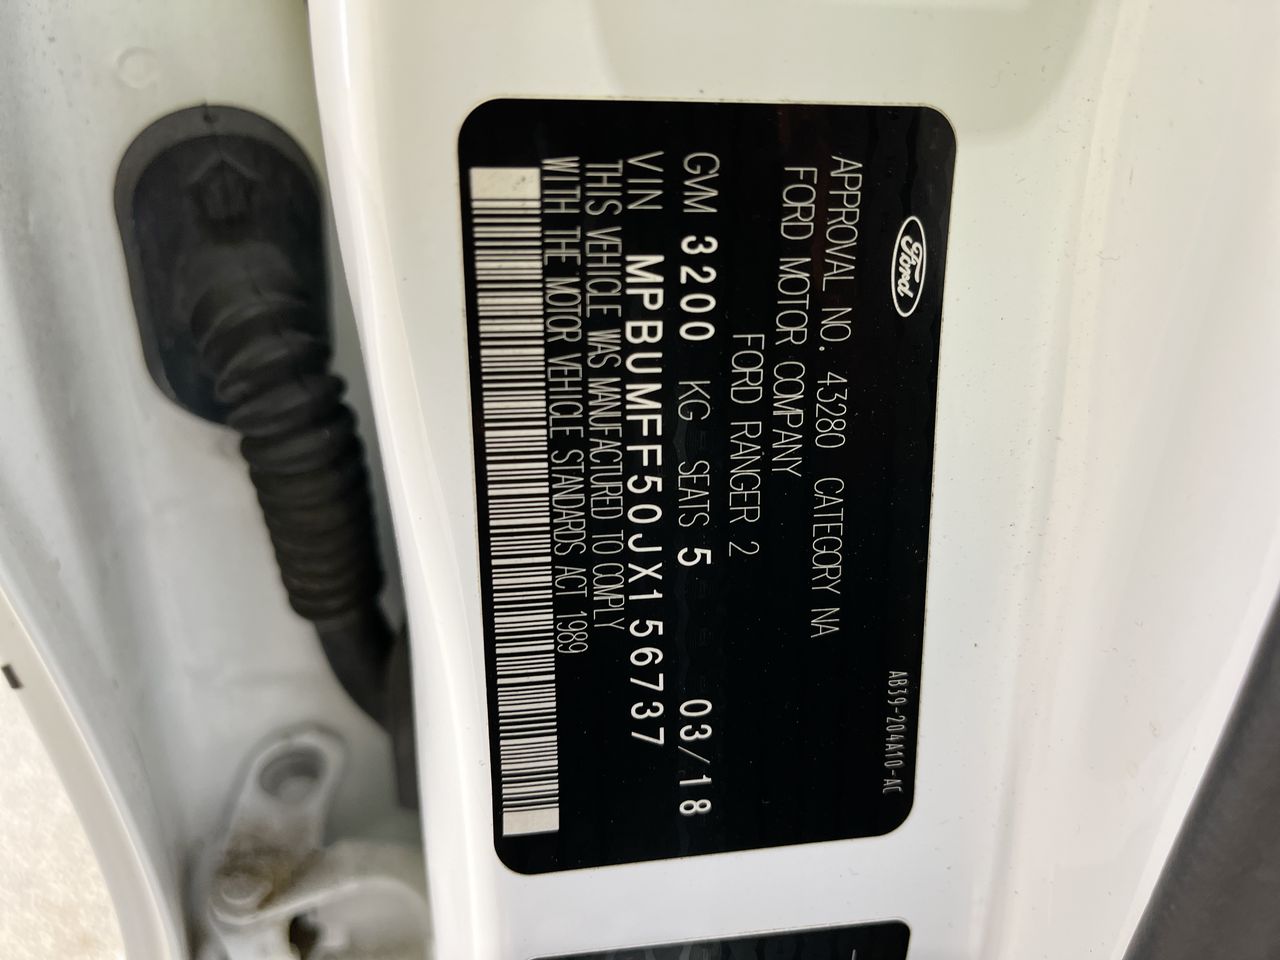 Ford
AB39-204A10-AC
APPROVAL NO. 43280 CATEGORY NA
FORD MOTOR COMPANY
FORD RANGER 2
GVM 3200 KG SEATS 5 03/18
VIN MPBUMFF50JX156737
THIS VEHICLE WAS MANUFACTURED TO COMPLY
WITH THE MOTOR VEHICLE STANDARDS ACT 1989